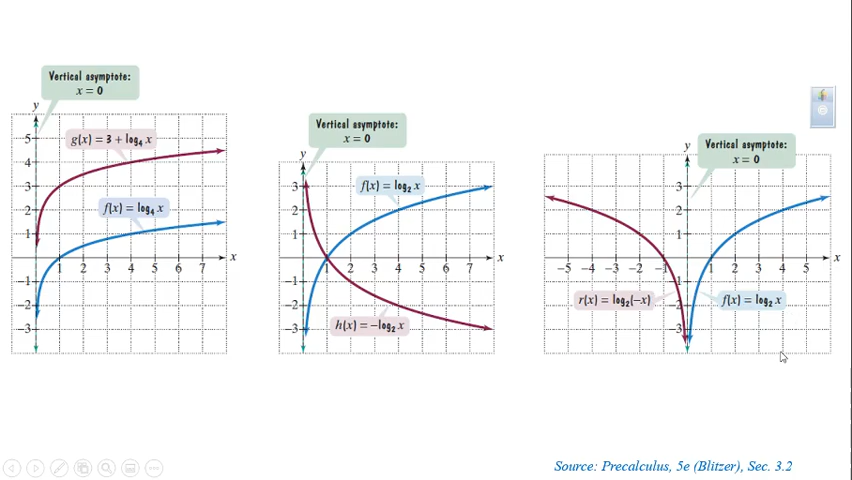 Vertical asymptote:
x = 0
y
5
4
3
2
1
−1
−2
−3
1 2 3 4 5 6 7
x
g(x) = 3 + log₄ x
f(x) = log₄ x
Vertical asymptote:
x = 0
y
3
2
1
−1
−2
−3
1 2 3 4 5 6 7
x
f(x) = log₂ x
h(x) = −log₂ x
Vertical asymptote:
x = 0
y
3
2
1
−1
−2
−3
−5 −4 −3 −2 −1 1 2 3 4 5
x
r(x) = log₂(−x)
f(x) = log₂ x
Source: Precalculus, 5e (Blitzer), Sec. 3.2